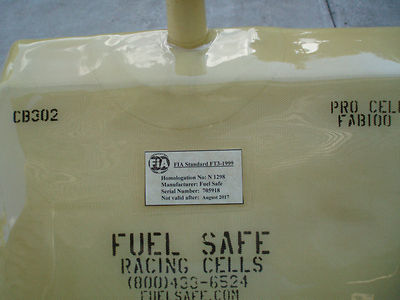 CB302
PRO CELL
FAB100
FIA
FIA Standard FT3-1999
Homologation No: N 1298
Manufacturer: Fuel Safe
Serial Number: 705918
Not valid after: August 2017
FUEL SAFE
RACING CELLS
(800)433-6524
FUELSAFE.COM